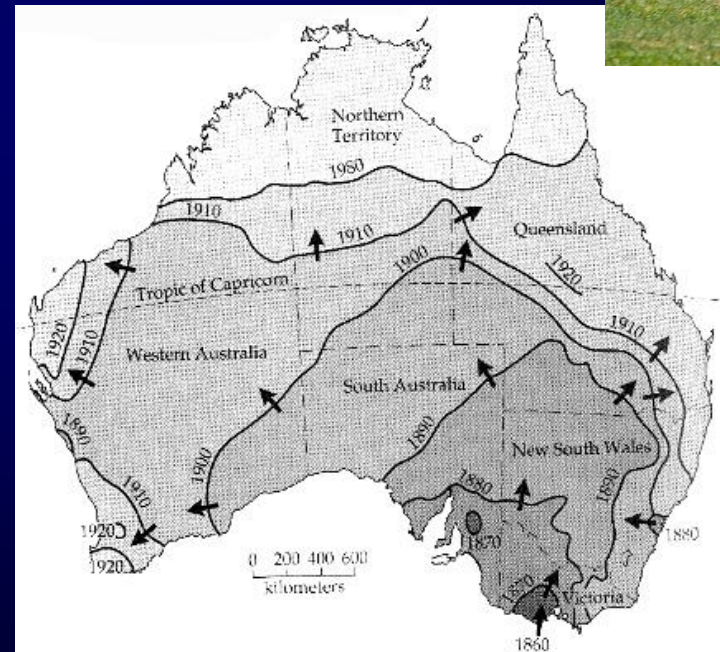 Northern
Territory
1980
1910
1910
Queensland
1900
1920
Tropic of Capricorn
1920
1910
1910
Western Australia
South Australia
1890
1890
New South Wales
1900
1880
1890
1910
1870
1880
1920
1920
0 200 400 600
kilometers
1870
Victoria
1860